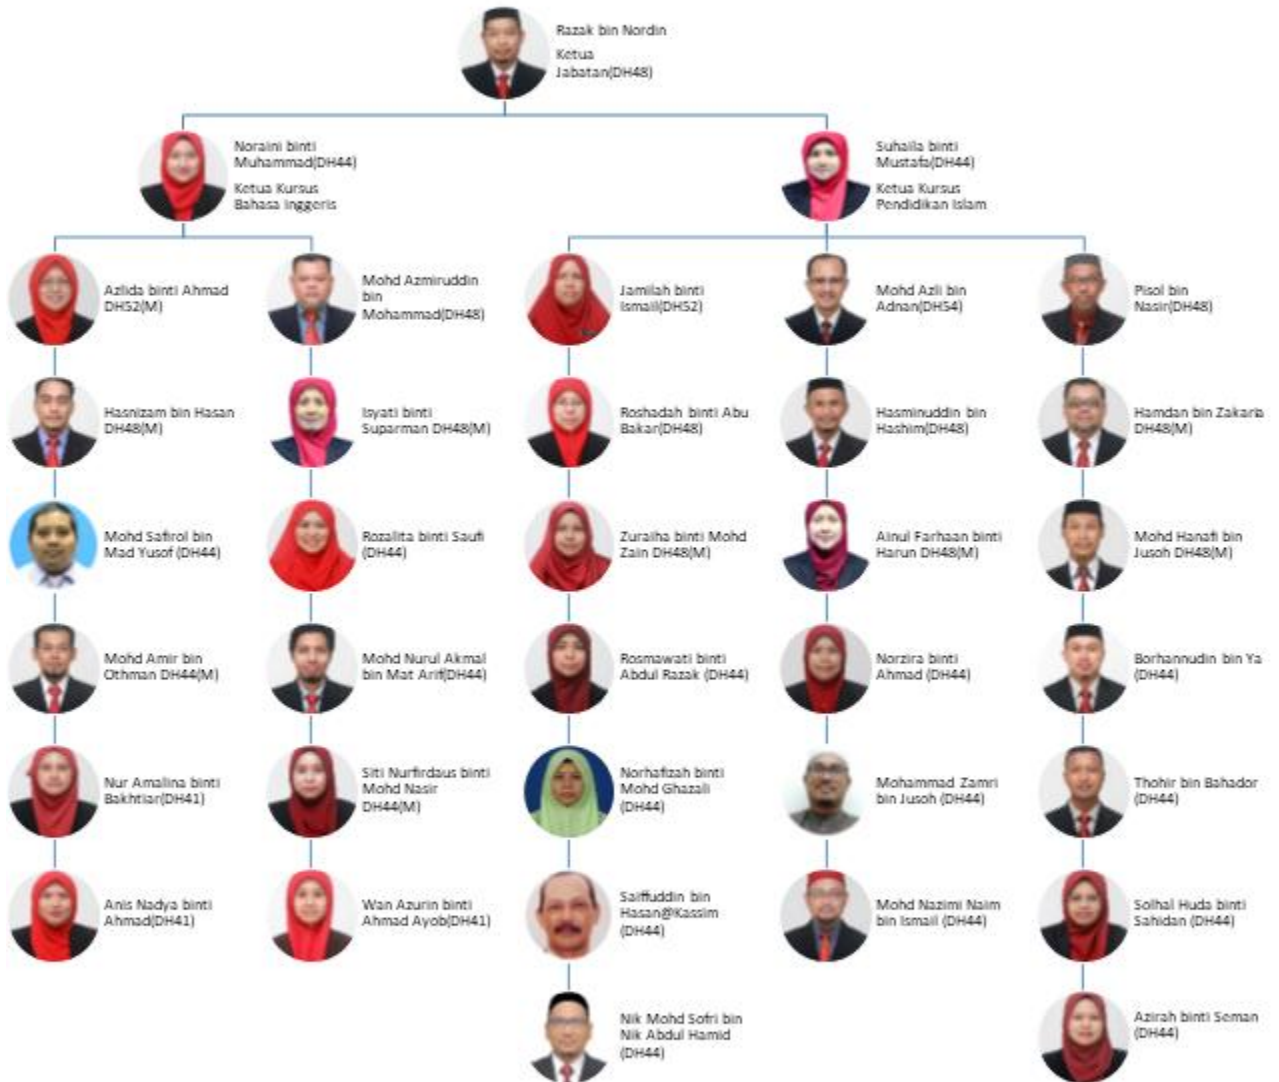 Razak bin Nordin
Ketua
Jabatan(DH48)
Noraini binti
Muhammad(DH44)
Ketua Kursus
Bahasa Inggeris
Suhaila binti
Mustafa(DH44)
Ketua Kursus
Pendidikan Islam
Azlida binti Ahmad
DH52(M)
Mohd Azmiruddin
bin
Mohammad(DH48)
Jamilah binti
Ismail(DH52)
Mohd Azli bin
Adnan(DH54)
Pisol bin
Nasir(DH48)
Hasnizam bin Hasan
DH48(M)
Isyati binti
Suparman DH48(M)
Roshadah binti Abu
Bakar(DH48)
Hasminuddin bin
Hashim(DH48)
Hamdan bin Zakaria
DH48(M)
Mohd Safirol bin
Mad Yusof (DH44)
Rozalita binti Saufi
(DH44)
Zuraiha binti Mohd
Zain DH48(M)
Ainul Farhaan binti
Harun DH48(M)
Mohd Hanafi bin
Jusoh DH48(M)
Mohd Amir bin
Othman DH44(M)
Mohd Nurul Akmal
bin Mat Arif(DH44)
Rosmawati binti
Abdul Razak (DH44)
Norzira binti
Ahmad (DH44)
Borhannudin bin Ya
(DH44)
Nur Amalina binti
Bakhtiar(DH41)
Siti Nurfirdaus binti
Mohd Nasir
DH44(M)
Norhafizah binti
Mohd Ghazali
(DH44)
Mohammad Zamri
bin Jusoh (DH44)
Thohir bin Bahador
(DH44)
Anis Nadya binti
Ahmad(DH41)
Wan Azurin binti
Ahmad Ayob(DH41)
Saiffuddin bin
Hasan@Kassim
(DH44)
Mohd Nazimi Naim
bin Ismail (DH44)
Solhal Huda binti
Sahidan (DH44)
Nik Mohd Sofri bin
Nik Abdul Hamid
(DH44)
Azirah binti Seman
(DH44)